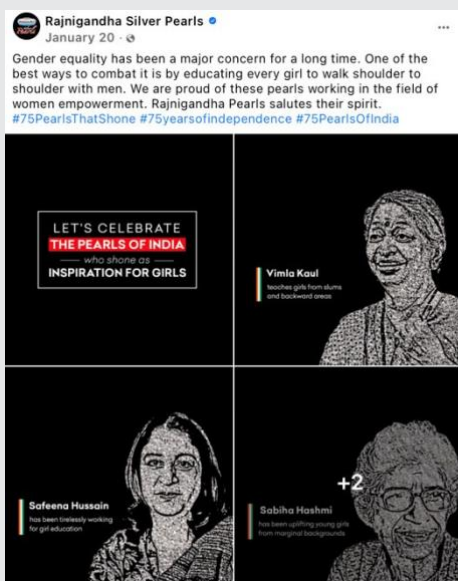 Rajnigandha Silver Pearls
January 20
Gender equality has been a major concern for a long time. One of the
best ways to combat it is by educating every girl to walk shoulder to
shoulder with men. We are proud of these pearls working in the field of
women empowerment. Rajnigandha Pearls salutes their spirit.
#75PearlsThatShone #75yearsofindependence #75PearlsOfIndia
LET'S CELEBRATE
THE PEARLS OF INDIA
who shone as
INSPIRATION FOR GIRLS
Vimla Kaul
teaches girls from slums
and backward areas
Safeena Hussain
has been tirelessly working
for girl education
+2
Sabiha Hashmi
has been uplifting young girls
from marginal backgrounds